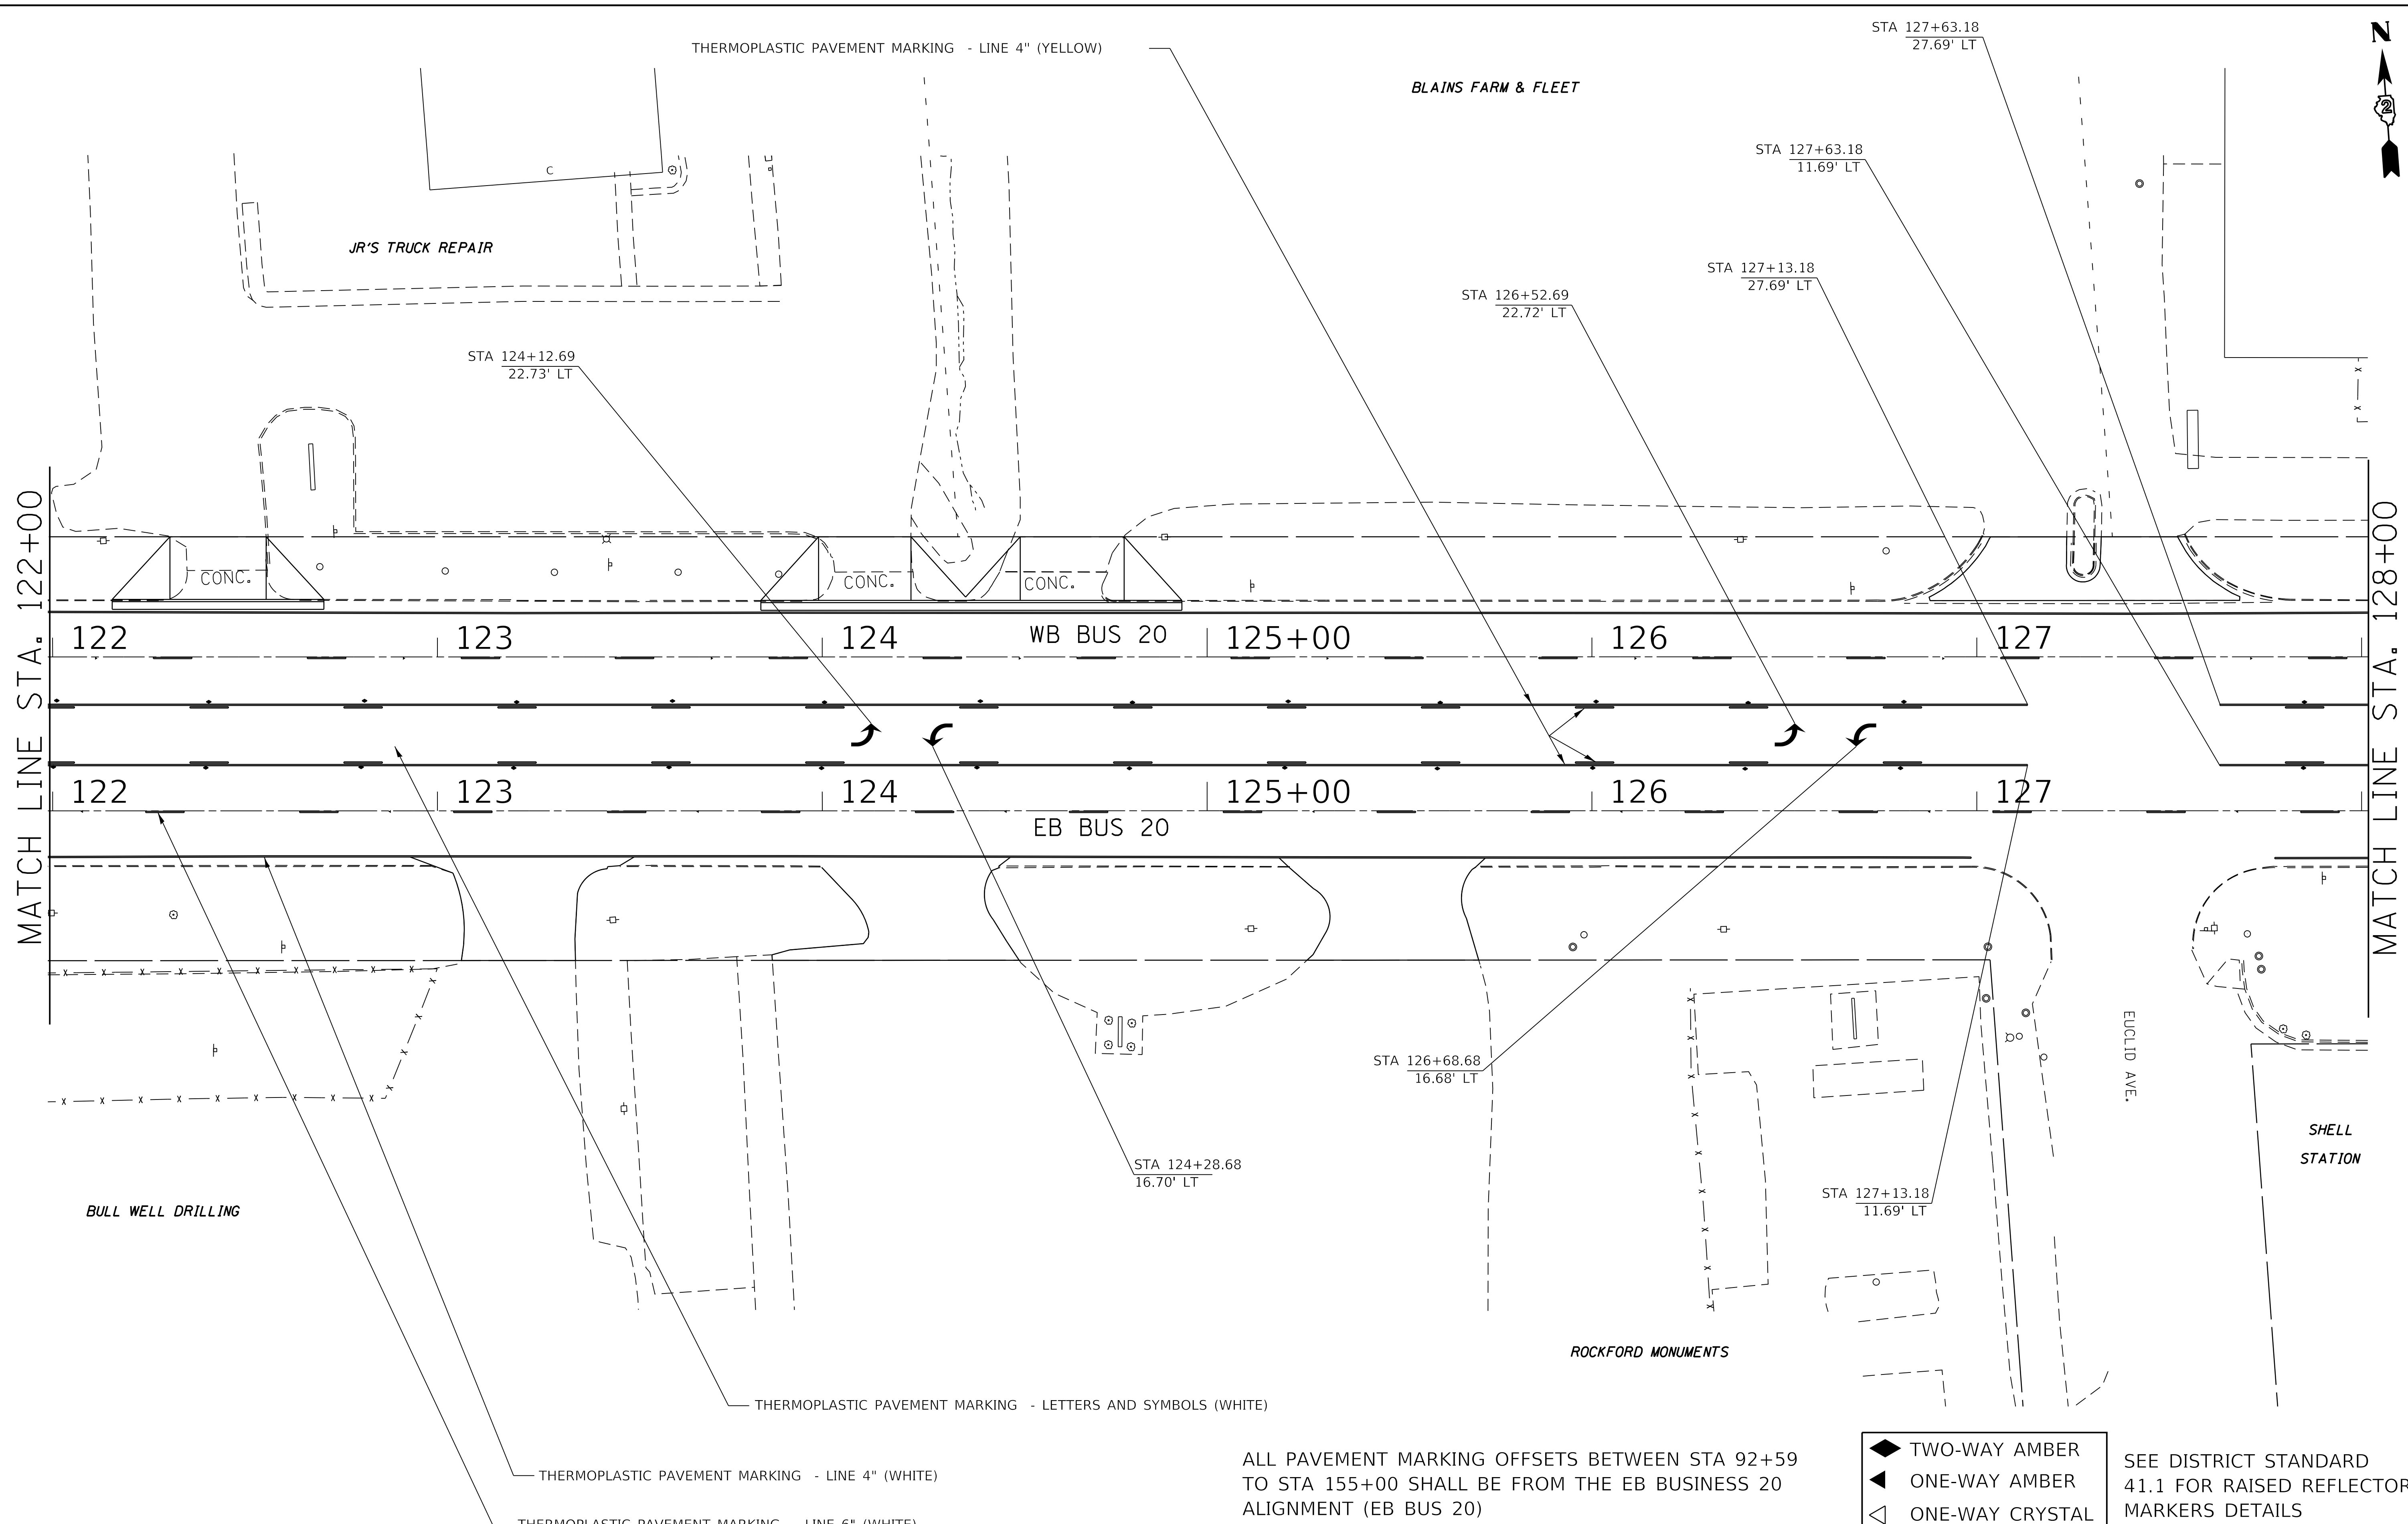 THERMOPLASTIC PAVEMENT MARKING - LINE 4" (YELLOW)
STA 127+63.18
27.69' LT
N
2
BLAINS FARM & FLEET
STA 127+63.18
11.69' LT
C
JR'S TRUCK REPAIR
STA 127+13.18
27.69' LT
STA 126+52.69
22.72' LT
STA 124+12.69
22.73' LT
MATCH LINE STA. 122+00
MATCH LINE STA. 128+00
CONC.
CONC.
CONC.
122
123
124
WB BUS 20
125+00
126
127
122
123
124
125+00
126
127
EB BUS 20
EUCLID AVE.
STA 126+68.68
16.68' LT
SHELL
STATION
STA 124+28.68
16.70' LT
STA 127+13.18
11.69' LT
BULL WELL DRILLING
ROCKFORD MONUMENTS
THERMOPLASTIC PAVEMENT MARKING - LETTERS AND SYMBOLS (WHITE)
THERMOPLASTIC PAVEMENT MARKING - LINE 4" (WHITE)
THERMOPLASTIC PAVEMENT MARKING - LINE 6" (WHITE)
ALL PAVEMENT MARKING OFFSETS BETWEEN STA 92+59
TO STA 155+00 SHALL BE FROM THE EB BUSINESS 20
ALIGNMENT (EB BUS 20)
TWO-WAY AMBER
ONE-WAY AMBER
ONE-WAY CRYSTAL
SEE DISTRICT STANDARD
41.1 FOR RAISED REFLECTOR
MARKERS DETAILS